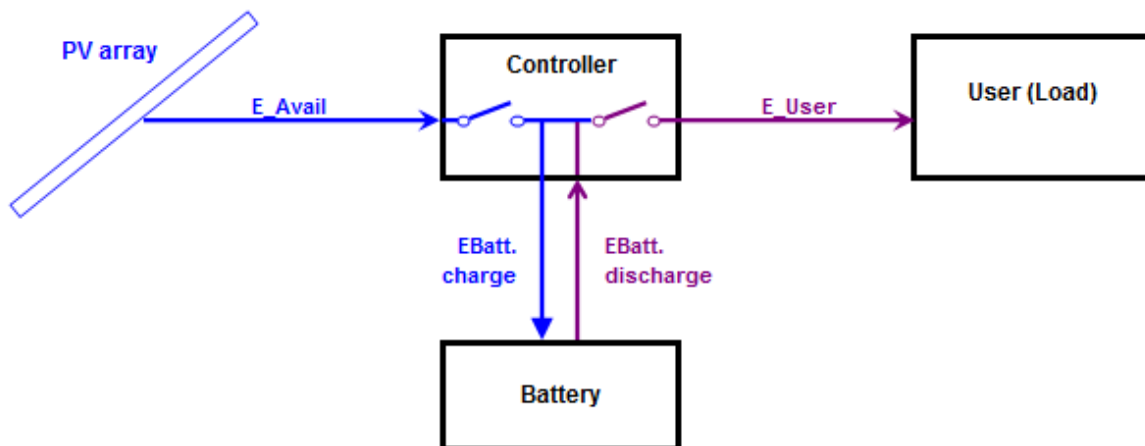 PV array
Controller
User (Load)
E_Avail
E_User
EBatt.
charge
EBatt.
discharge
Battery